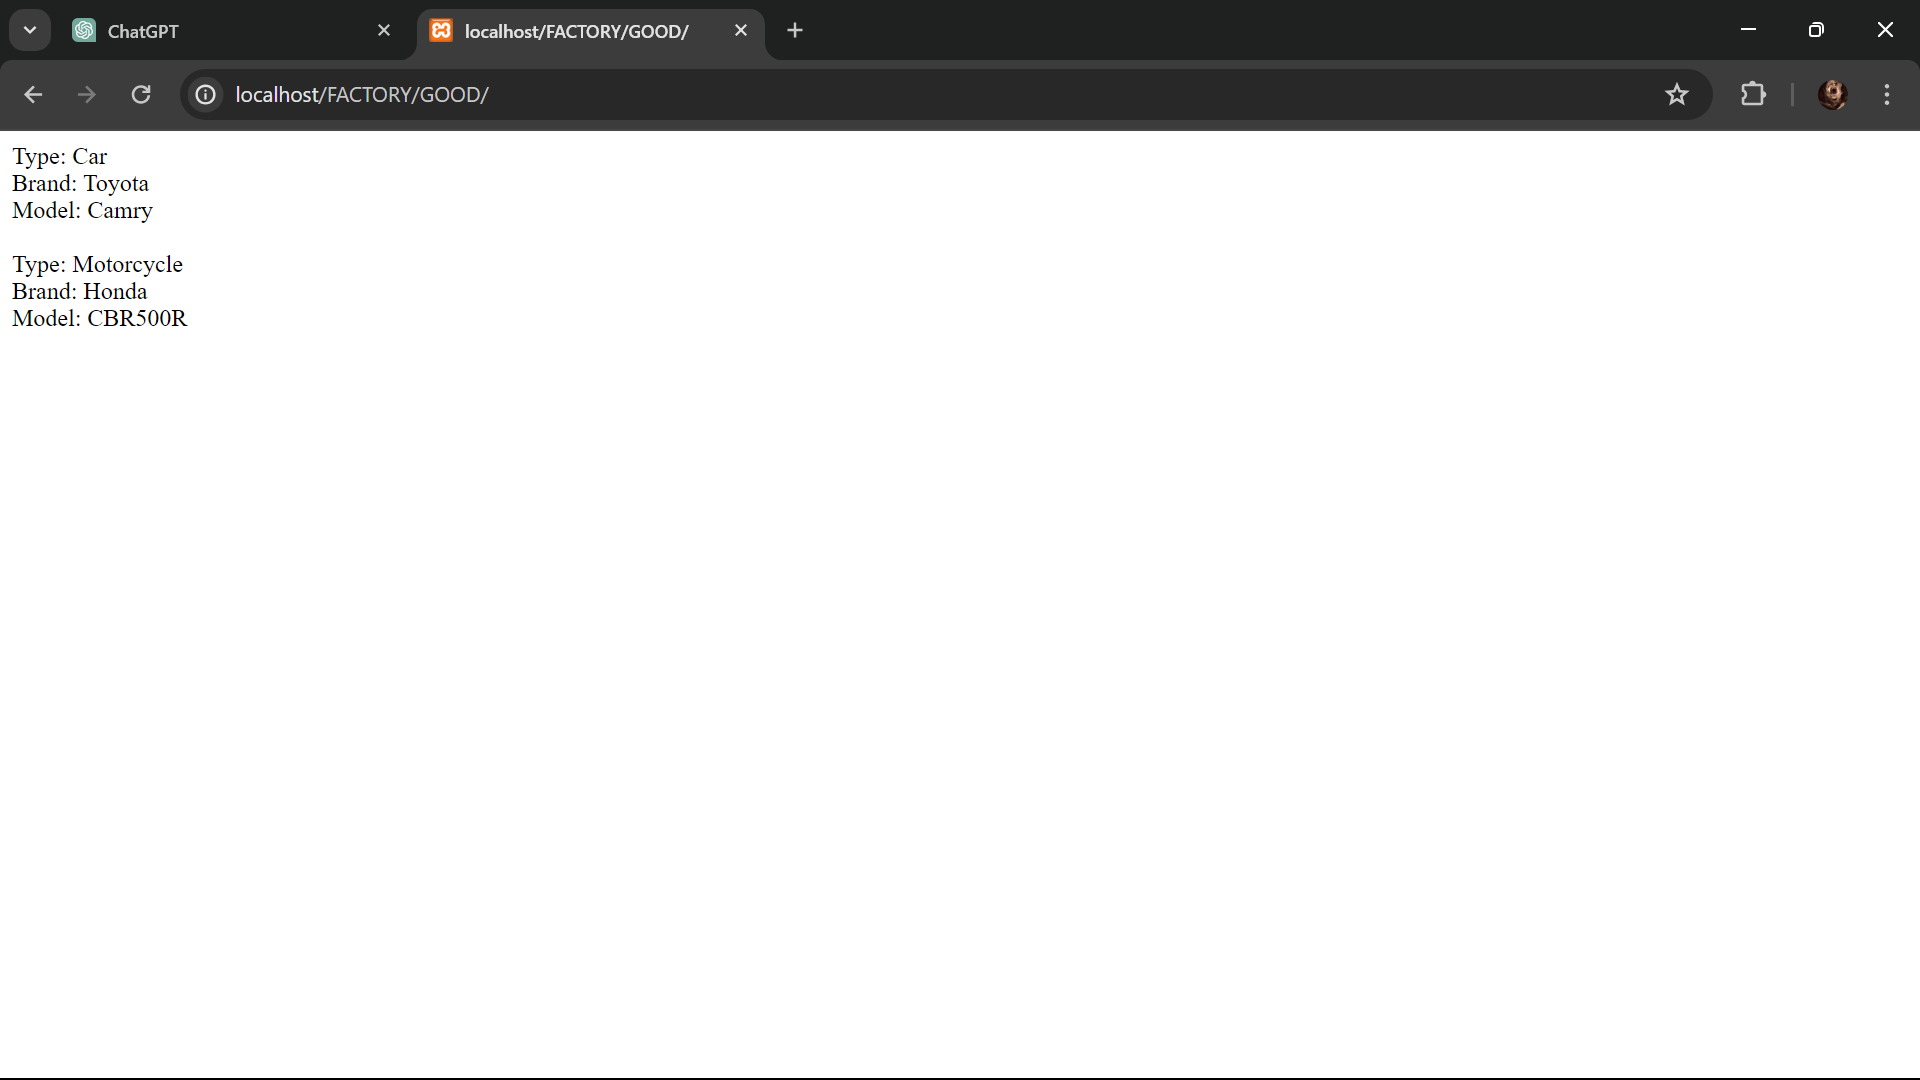 ChatGPT
localhost/FACTORY/GOOD/
localhost/FACTORY/GOOD/
Type: Car
Brand: Toyota
Model: Camry
Type: Motorcycle
Brand: Honda
Model: CBR500R